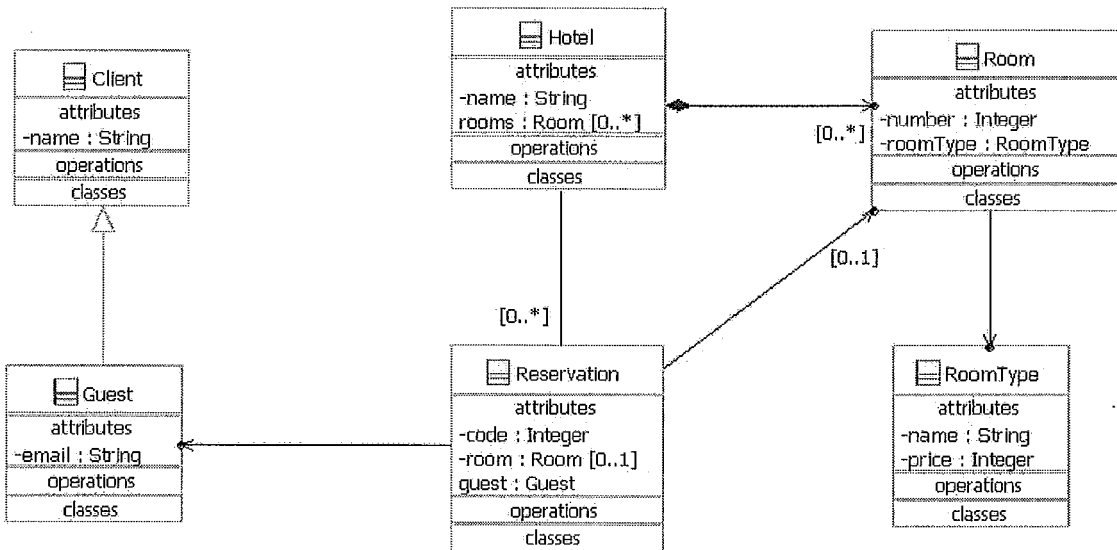 Client
attributes
-name : String
operations
classes
Hotel
attributes
-name : String
rooms : Room [0..*]
operations
classes
Room
attributes
-number : Integer
-roomType : RoomType
operations
classes
[0..*]
[0..1]
[0..*]
Guest
attributes
-email : String
operations
classes
Reservation
attributes
-code : Integer
-room : Room [0..1]
guest : Guest
operations
classes
RoomType
attributes
-name : String
-price : Integer
operations
classes